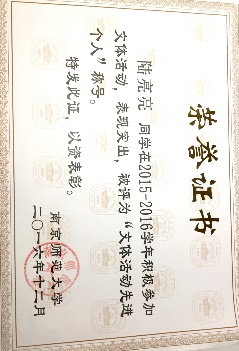 荣誉证书
陆亮亮 同学在2015-2016学年积极参加
文体活动，表现突出，被评为“文体活动先进
个人”称号。
特发此证，以资表彰。
南京师范大学
二〇一六年十二月